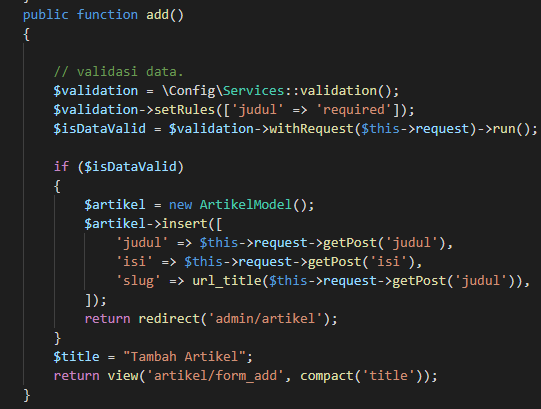 public function add()
{
// validasi data.
$validation = \Config\Services::validation();
$validation->setRules(['judul' => 'required']);
$isDataValid = $validation->withRequest($this->request)->run();
if ($isDataValid)
{
$artikel = new ArtikelModel();
$artikel->insert([
'judul' => $this->request->getPost('judul'),
'isi' => $this->request->getPost('isi'),
'slug' => url_title($this->request->getPost('judul')),
]);
return redirect('admin/artikel');
}
$title = "Tambah Artikel";
return view('artikel/form_add', compact('title'));
}